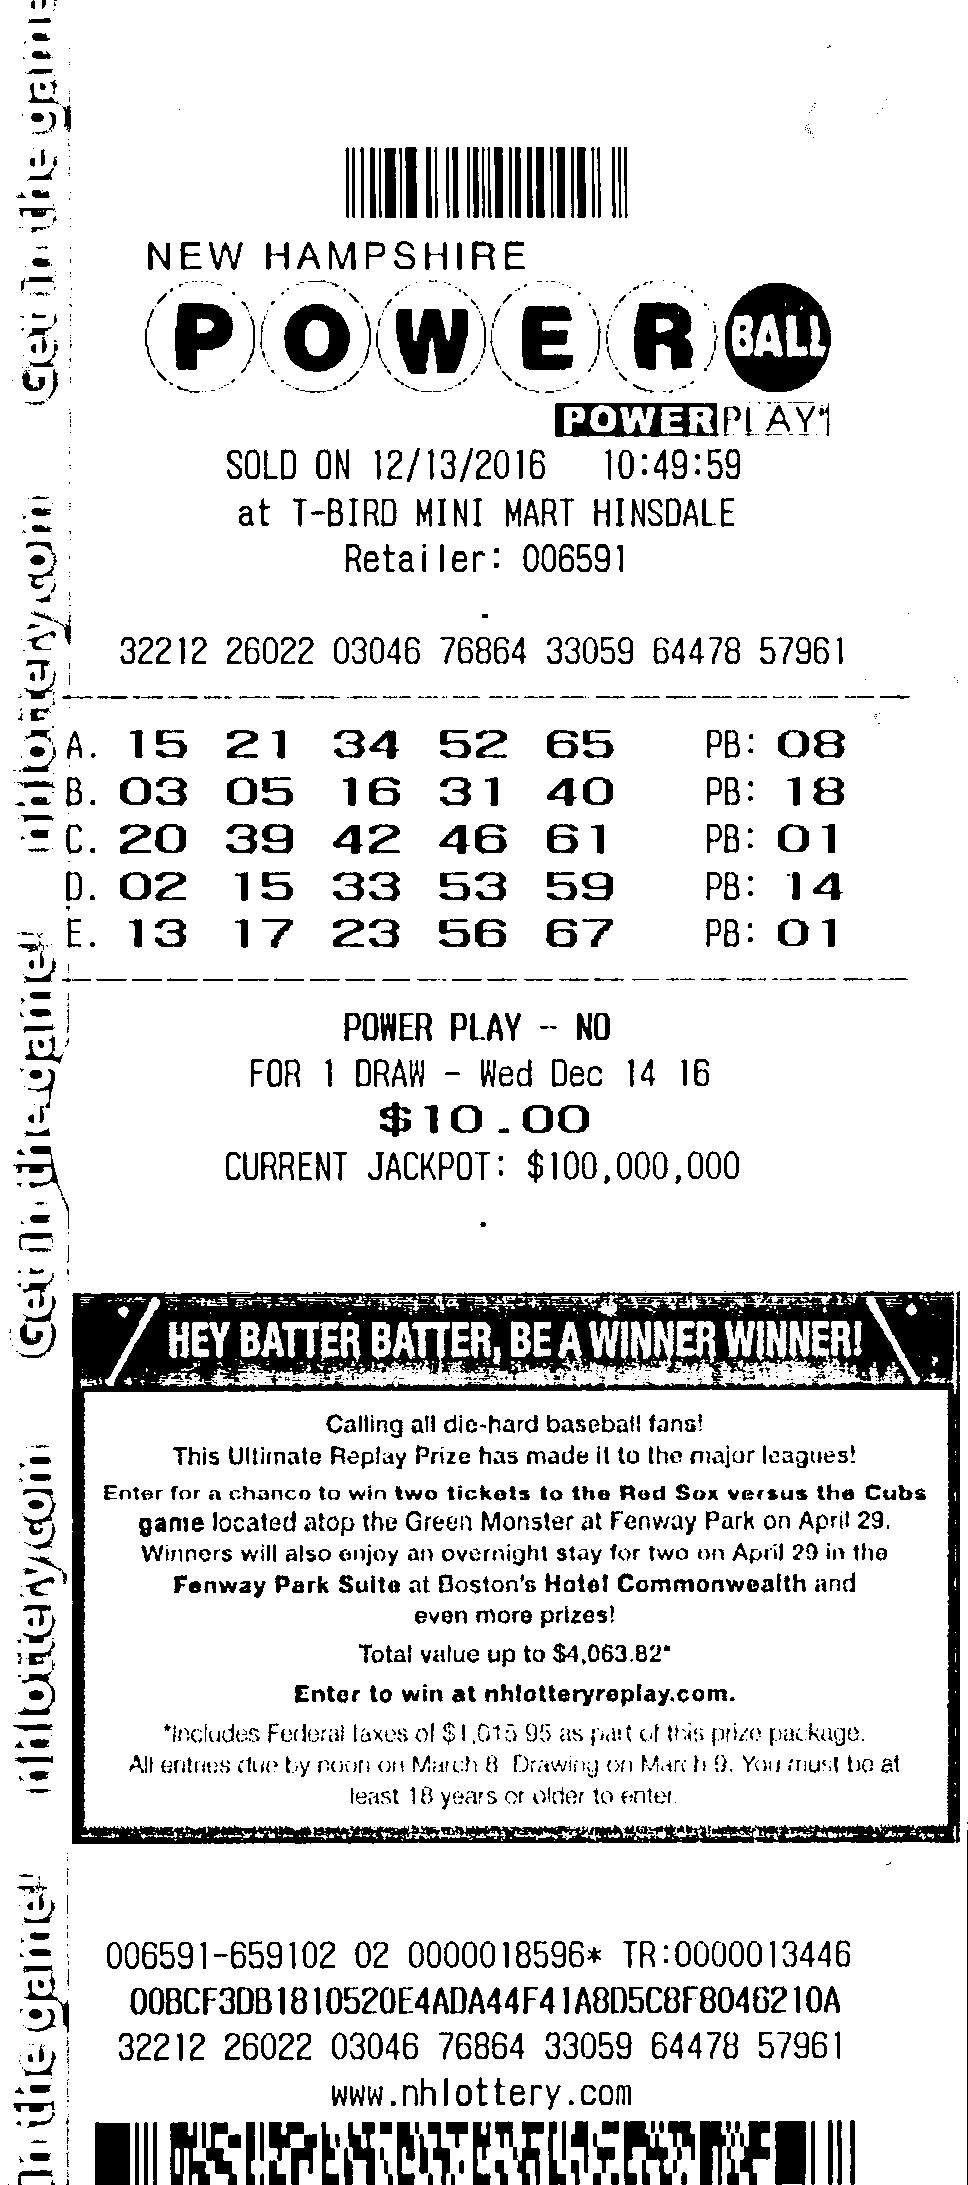 NEW HAMPSHIRE
POWER BALL
POWERPLAY
SOLD ON 12/13/2016 10:49:59
at T-BIRD MINI MART HINSDALE
Retailer: 006591
32212 26022 03046 76864 33059 64478 57961
A. 15 21 34 52 65 PB: 08
B. 03 05 16 31 40 PB: 18
C. 20 39 42 46 61 PB: 01
D. 02 15 33 53 59 PB: 14
E. 13 17 23 56 67 PB: 01
POWER PLAY -- NO
FOR 1 DRAW - Wed Dec 14 16
$10.00
CURRENT JACKPOT: $100,000,000
HEY BATTER BATTER, BE A WINNER WINNER!
Calling all die-hard baseball fans!
This Ultimate Replay Prize has made it to the major leagues!
Enter for a chance to win two tickets to the Red Sox versus the Cubs
game located atop the Green Monster at Fenway Park on April 29.
Winners will also enjoy an overnight stay for two on April 29 in the
Fenway Park Suite at Boston's Hotel Commonwealth and
even more prizes!
Total value up to $4,063.82*
Enter to win at nhlotteryreplay.com.
*Includes Federal taxes of $1,015.95 as part of this prize package.
All entries due by noon on March 8. Drawing on March 9. You must be at
least 18 years or older to enter.
006591-659102 02 0000018596* TR:0000013446
00BCF3DB1810520E4ADA44F41A8D5C8F8046210A
32212 26022 03046 76864 33059 64478 57961
www.nhlottery.com
Get in the game
nhlottery.com
Get in the game!
nhlottery.com
in the game!